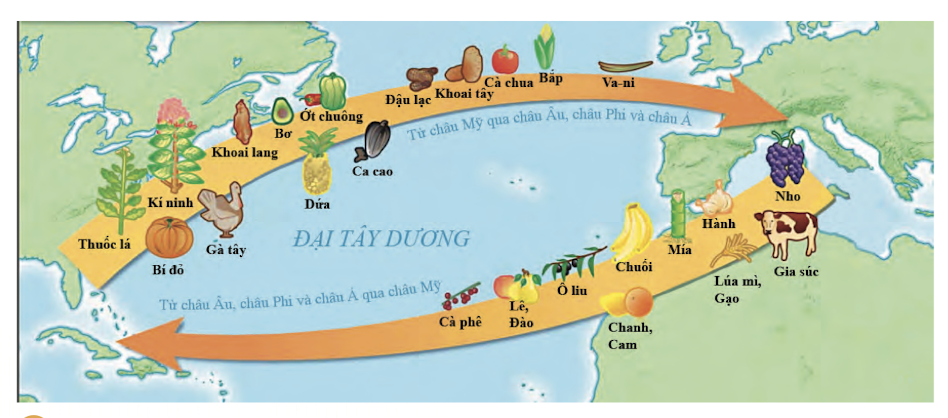 Va-ni
Bắp
Cà chua
Khoai tây
Đậu lạc
Ớt chuông
Bơ
Khoai lang
Từ châu Mỹ qua châu Âu, châu Phi và châu Á
Ca cao
Dứa
Kí ninh
Thuốc lá
Gà tây
Bí đỏ
ĐẠI TÂY DƯƠNG
Nho
Hành
Mía
Gia súc
Lúa mì,
Gạo
Chuối
Ô liu
Chanh,
Cam
Lê,
Đào
Cà phê
Từ châu Âu, châu Phi và châu Á qua châu Mỹ